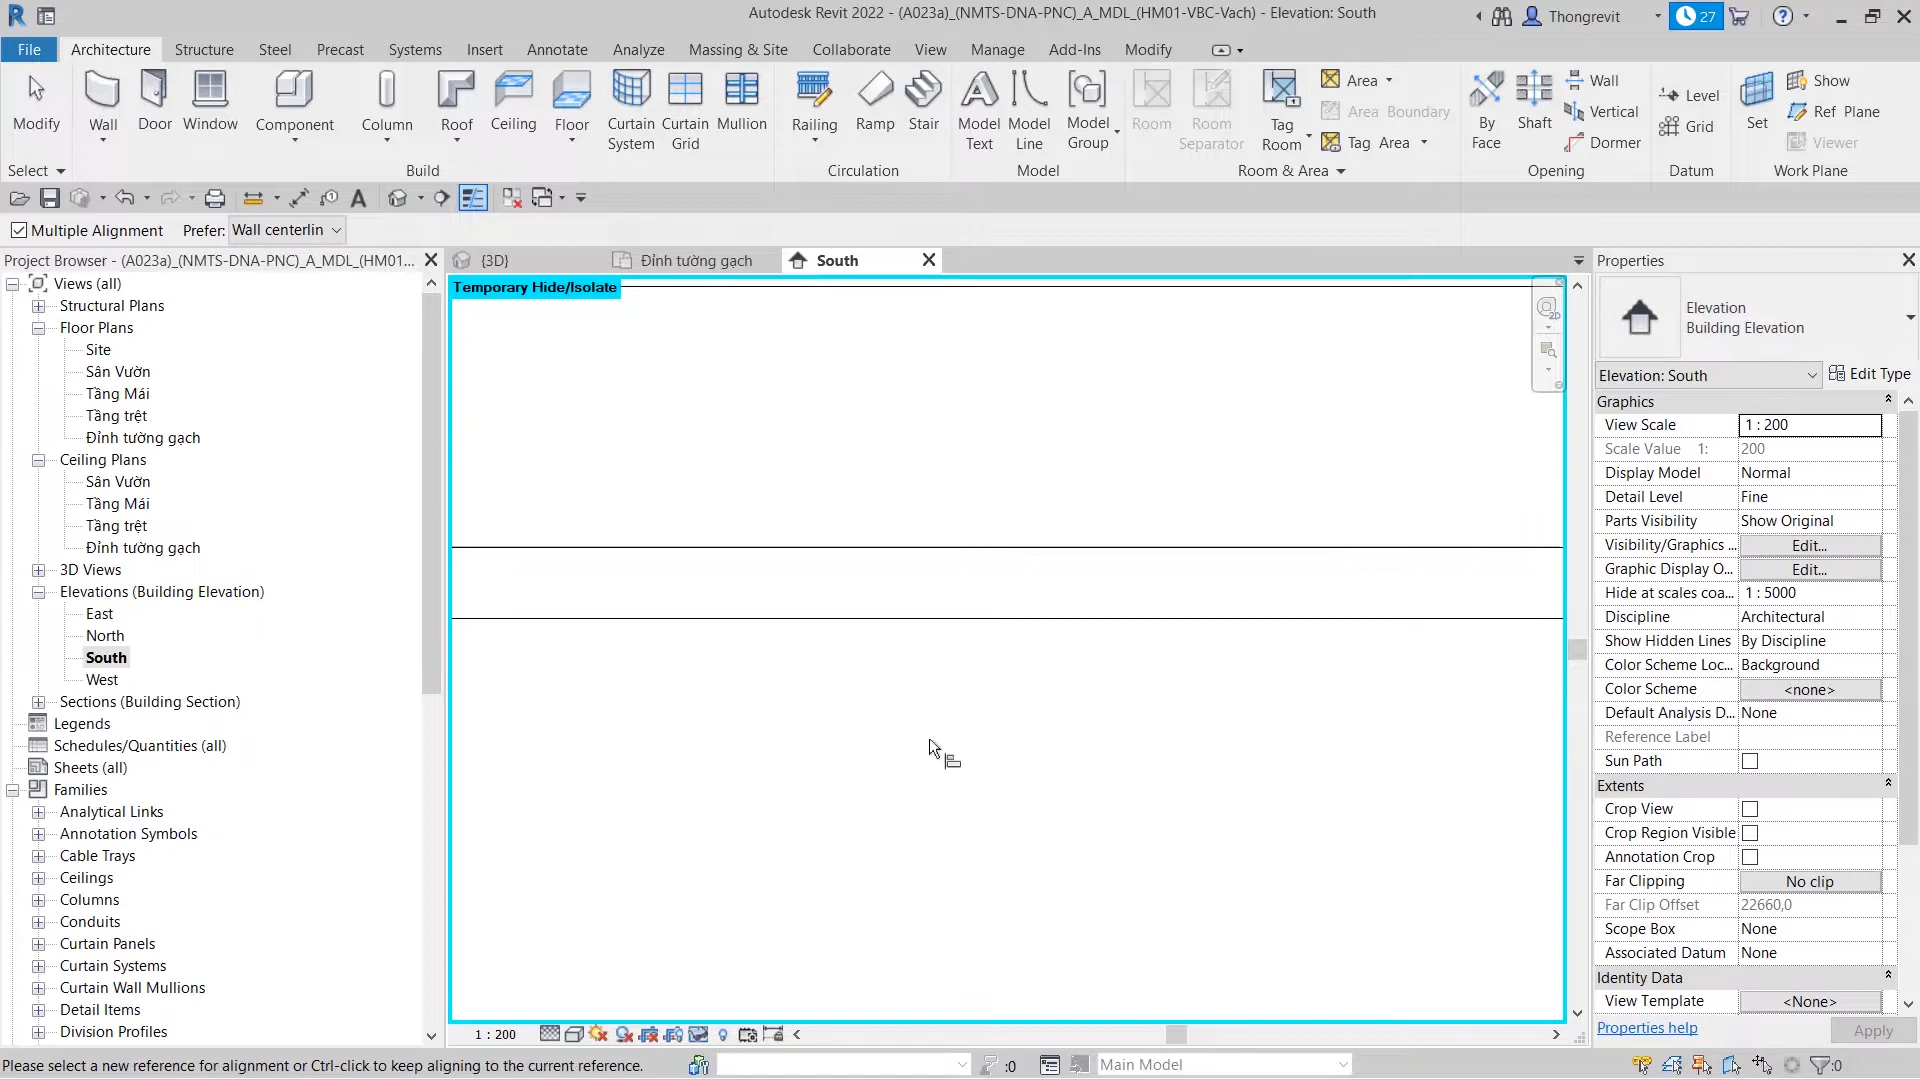 Autodesk Revit 2022 - (A023a)_(NMTS-DNA-PNC)_A_MDL_(HM01-VBC-Vach) - Elevation: South
Thongrevit
27
File Architecture Structure Steel Precast Systems Insert Annotate Analyze Massing & Site Collaborate View Manage Add-Ins Modify
Modify
Wall
Door
Window
Component
Column
Roof
Ceiling
Floor
Curtain System
Curtain Grid
Mullion
Railing
Ramp
Stair
Model Text
Model Line
Model Group
Room
Room Separator
Tag Room
Area
Area Boundary
Tag Area
By Face
Shaft
Wall
Vertical
Dormer
Level
Grid
Set
Show
Ref Plane
Viewer
Select
Build
Circulation
Model
Room & Area
Opening
Datum
Work Plane
Multiple Alignment Prefer: Wall centerlin
Project Browser - (A023a)_(NMTS-DNA-PNC)_A_MDL_(HM01...
Views (all)
Structural Plans
Floor Plans
Site
Sân Vườn
Tầng Mái
Tầng trệt
Đỉnh tường gạch
Ceiling Plans
Sân Vườn
Tầng Mái
Tầng trệt
Đỉnh tường gạch
3D Views
Elevations (Building Elevation)
East
North
South
West
Sections (Building Section)
Legends
Schedules/Quantities (all)
Sheets (all)
Families
Analytical Links
Annotation Symbols
Cable Trays
Ceilings
Columns
Conduits
Curtain Panels
Curtain Systems
Curtain Wall Mullions
Detail Items
Division Profiles
{3D}
Đỉnh tường gạch
South
Temporary Hide/Isolate
2D
1 : 200
Properties
Elevation
Building Elevation
Elevation: South
Edit Type
Graphics
View Scale 1 : 200
Scale Value 1: 200
Display Model Normal
Detail Level Fine
Parts Visibility Show Original
Visibility/Graphics ... Edit...
Graphic Display O... Edit...
Hide at scales coa... 1 : 5000
Discipline Architectural
Show Hidden Lines By Discipline
Color Scheme Loc... Background
Color Scheme <none>
Default Analysis D... None
Reference Label
Sun Path
Extents
Crop View
Crop Region Visible
Annotation Crop
Far Clipping No clip
Far Clip Offset 22660,0
Scope Box None
Associated Datum None
Identity Data
View Template <None>
Properties help
Apply
Please select a new reference for alignment or Ctrl-click to keep aligning to the current reference.
:0
Main Model
:0